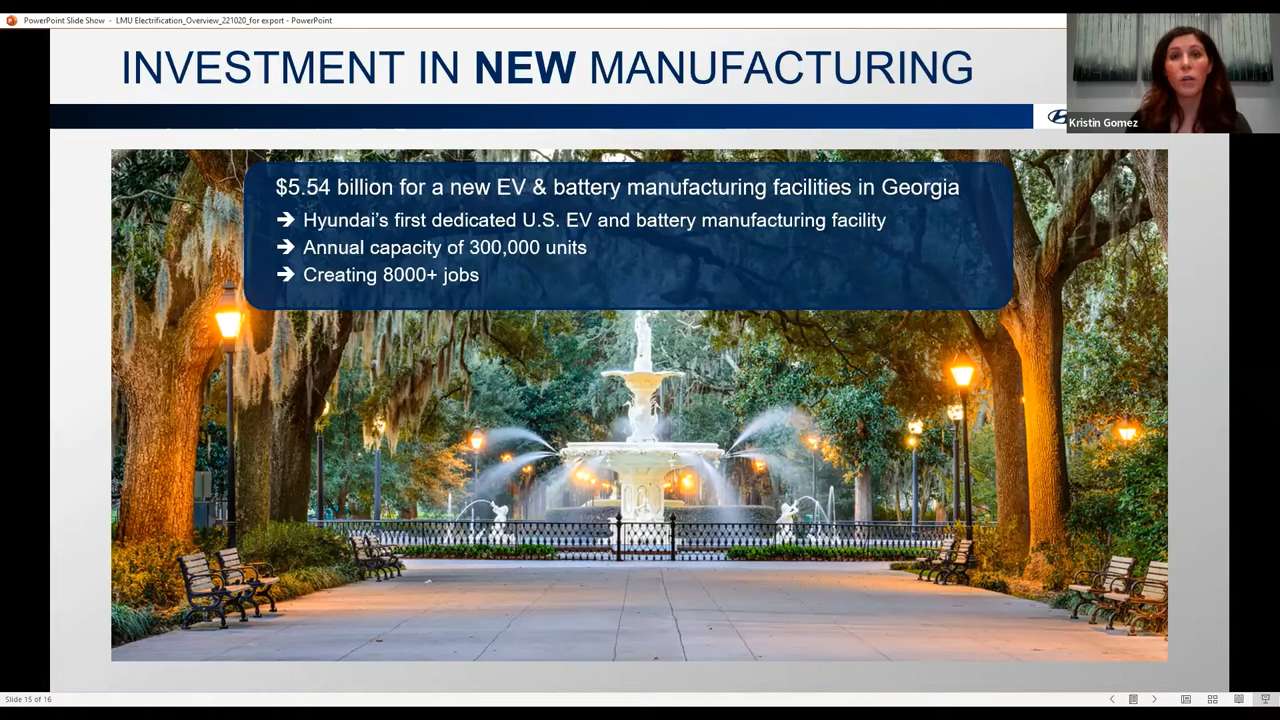 PowerPoint Slide Show - LMU Electrification_Overview_221020_for export - PowerPoint
INVESTMENT IN NEW MANUFACTURING
Kristin Gomez
$5.54 billion for a new EV & battery manufacturing facilities in Georgia
→ Hyundai's first dedicated U.S. EV and battery manufacturing facility
→ Annual capacity of 300,000 units
→ Creating 8000+ jobs
Slide 15 of 16